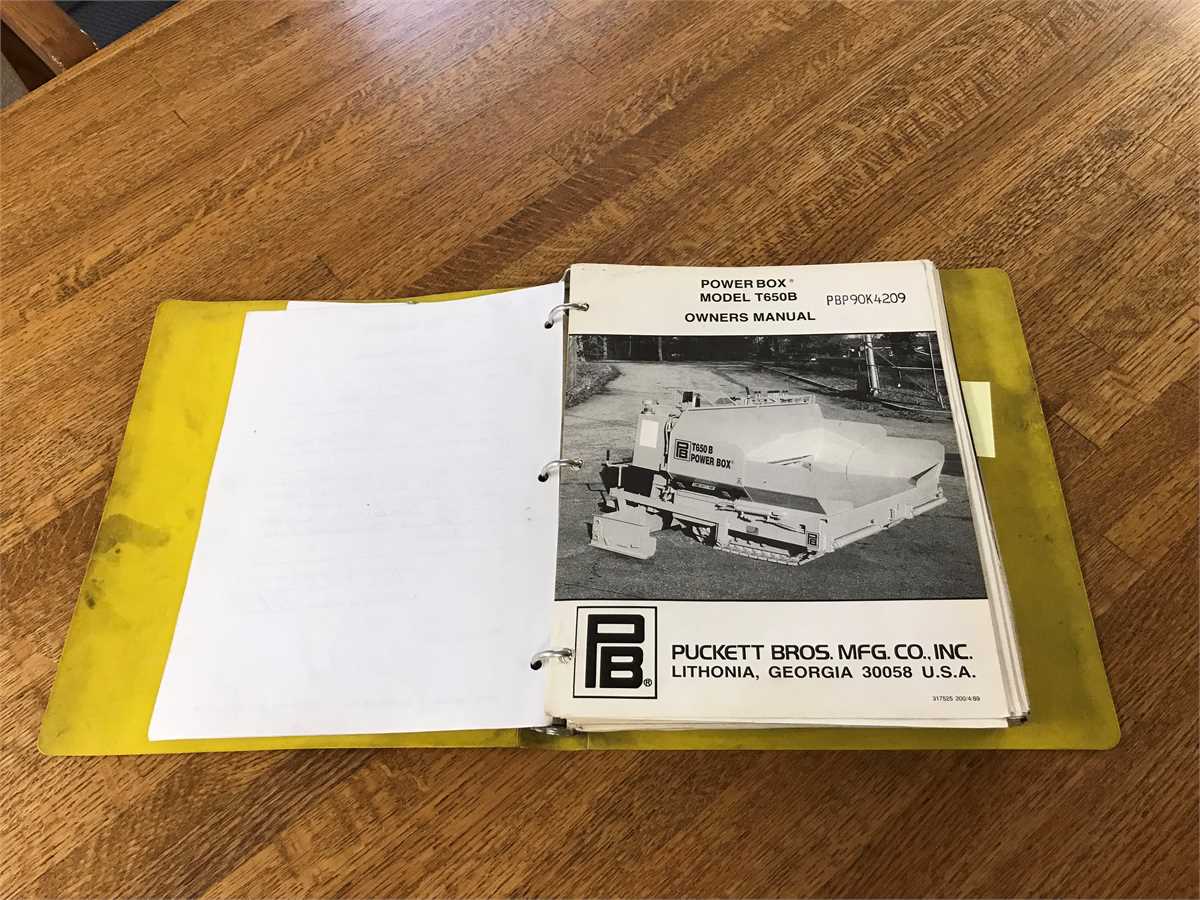 POWER BOX®
MODEL T650B
OWNERS MANUAL
PBP90K4209
PB
T650 B
POWER BOX®
PB
PB®
PUCKETT BROS. MFG. CO., INC.
LITHONIA, GEORGIA 30058 U.S.A.
317525 200/4/89